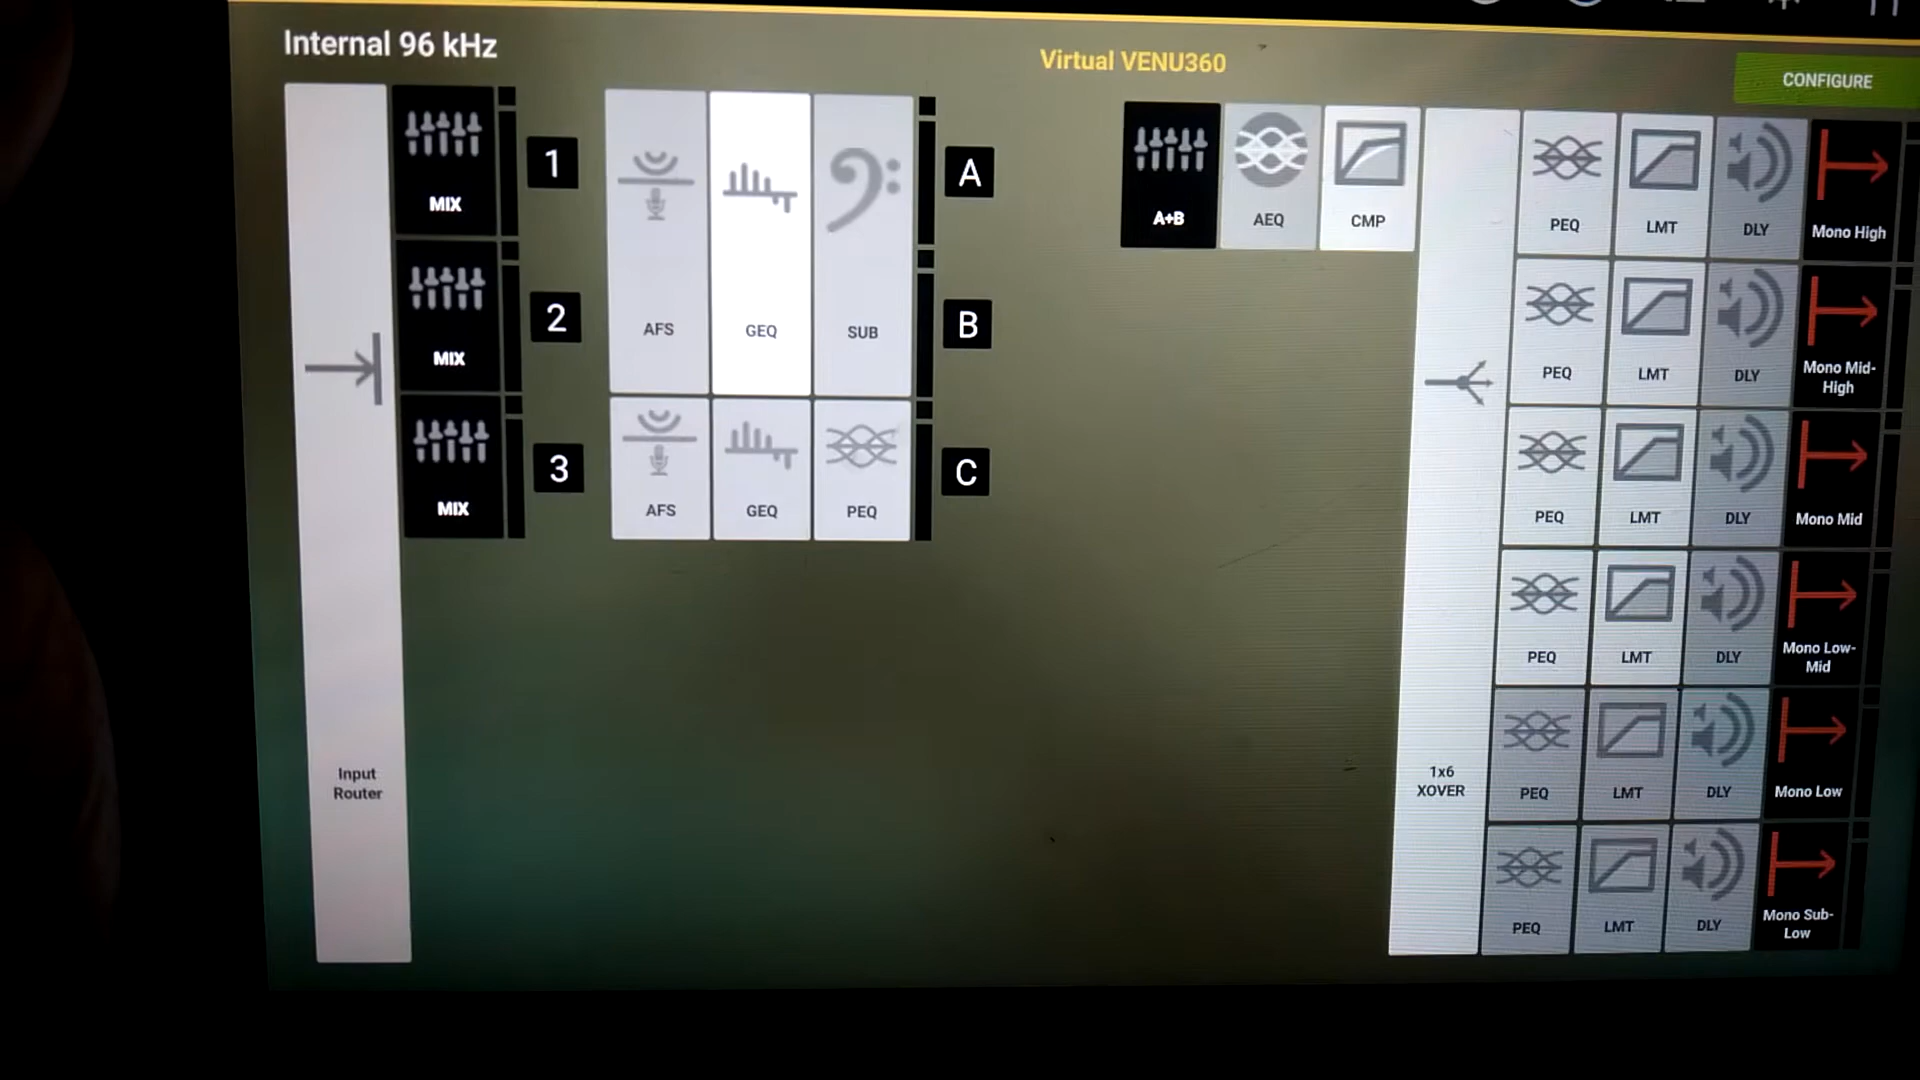 Internal 96 kHz
Virtual VENU360
CONFIGURE
Input
Router
MIX
1
MIX
2
MIX
3
AFS
GEQ
SUB
A
B
AFS
GEQ
PEQ
C
A+B
AEQ
CMP
1x6
XOVER
PEQ
LMT
DLY
Mono High
PEQ
LMT
DLY
Mono Mid-
High
PEQ
LMT
DLY
Mono Mid
PEQ
LMT
DLY
Mono Low-
Mid
PEQ
LMT
DLY
Mono Low
PEQ
LMT
DLY
Mono Sub-
Low